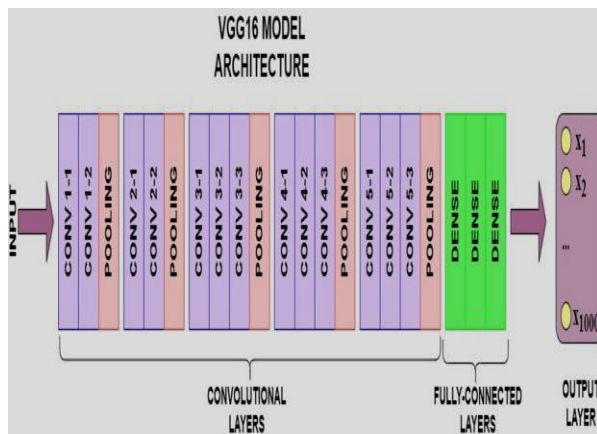 VGG16 MODEL
ARCHITECTURE
INPUT
CONV 1-1
CONV 1-2
POOLING
CONV 2-1
CONV 2-2
POOLING
CONV 3-1
CONV 3-2
CONV 3-3
POOLING
CONV 4-1
CONV 4-2
CONV 4-3
POOLING
CONV 5-1
CONV 5-2
CONV 5-3
POOLING
DENSE
DENSE
DENSE
X1
X2
...
X1000
CONVOLUTIONAL
LAYERS
FULLY-CONNECTED
LAYERS
OUTPUT
LAYER